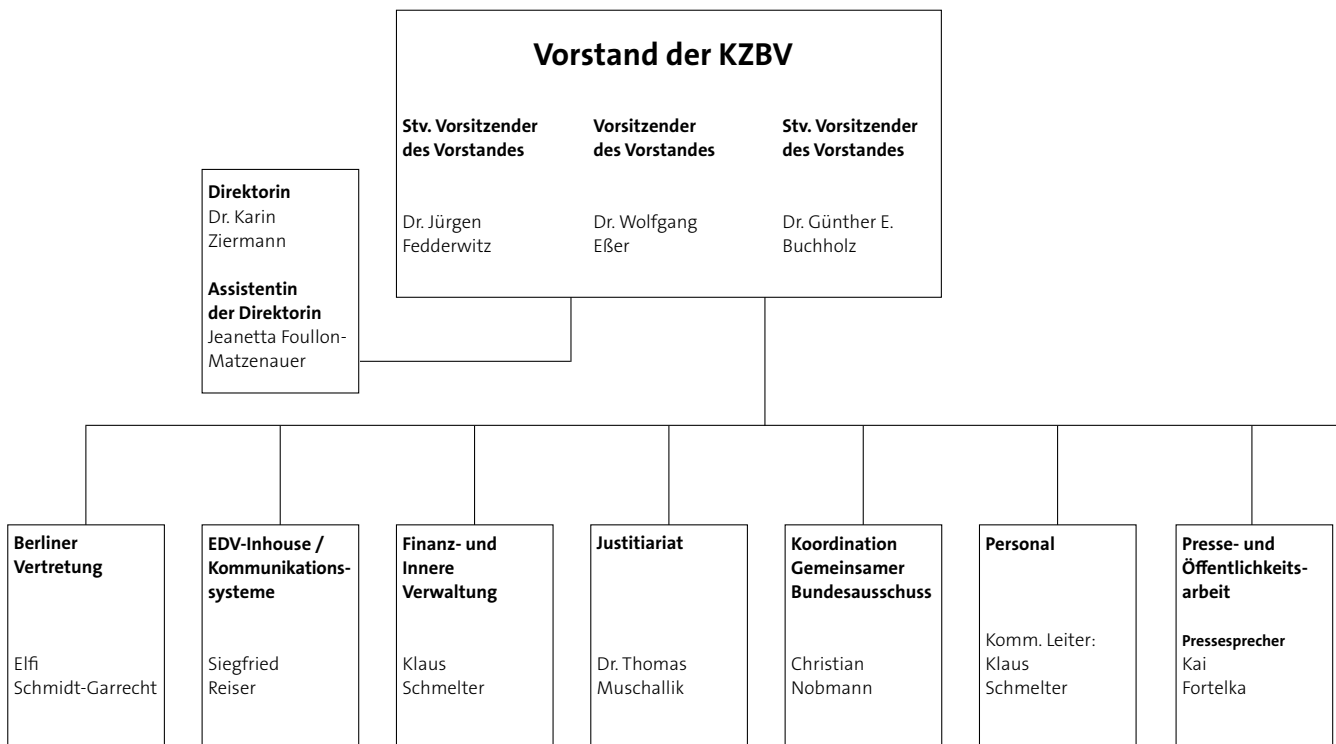 Vorstand der KZBV
Stv. Vorsitzender
des Vorstandes
Dr. Jürgen
Fedderwitz
Vorsitzender
des Vorstandes
Dr. Wolfgang
Eßer
Stv. Vorsitzender
des Vorstandes
Dr. Günther E.
Buchholz
Direktorin
Dr. Karin
Ziermann
Assistentin
der Direktorin
Jeanetta Foullon-
Matzenauer
Berliner
Vertretung
Elfi
Schmidt-Garrecht
EDV-Inhouse /
Kommunikations-
systeme
Siegfried
Reiser
Finanz- und
Innere
Verwaltung
Klaus
Schmelter
Justitiariat
Dr. Thomas
Muschallik
Koordination
Gemeinsamer
Bundesausschuss
Christian
Nobmann
Personal
Komm. Leiter:
Klaus
Schmelter
Presse- und
Öffentlichkeits-
arbeit
Pressesprecher
Kai
Fortelka